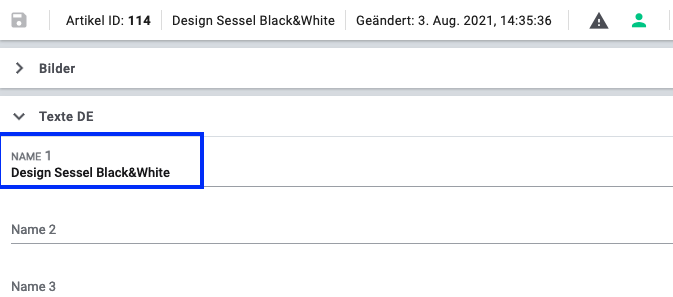 Artikel ID: 114 Design Sessel Black&White Geändert: 3. Aug. 2021, 14:35:36
Bilder
Texte DE
NAME 1
Design Sessel Black&White
Name 2
Name 3